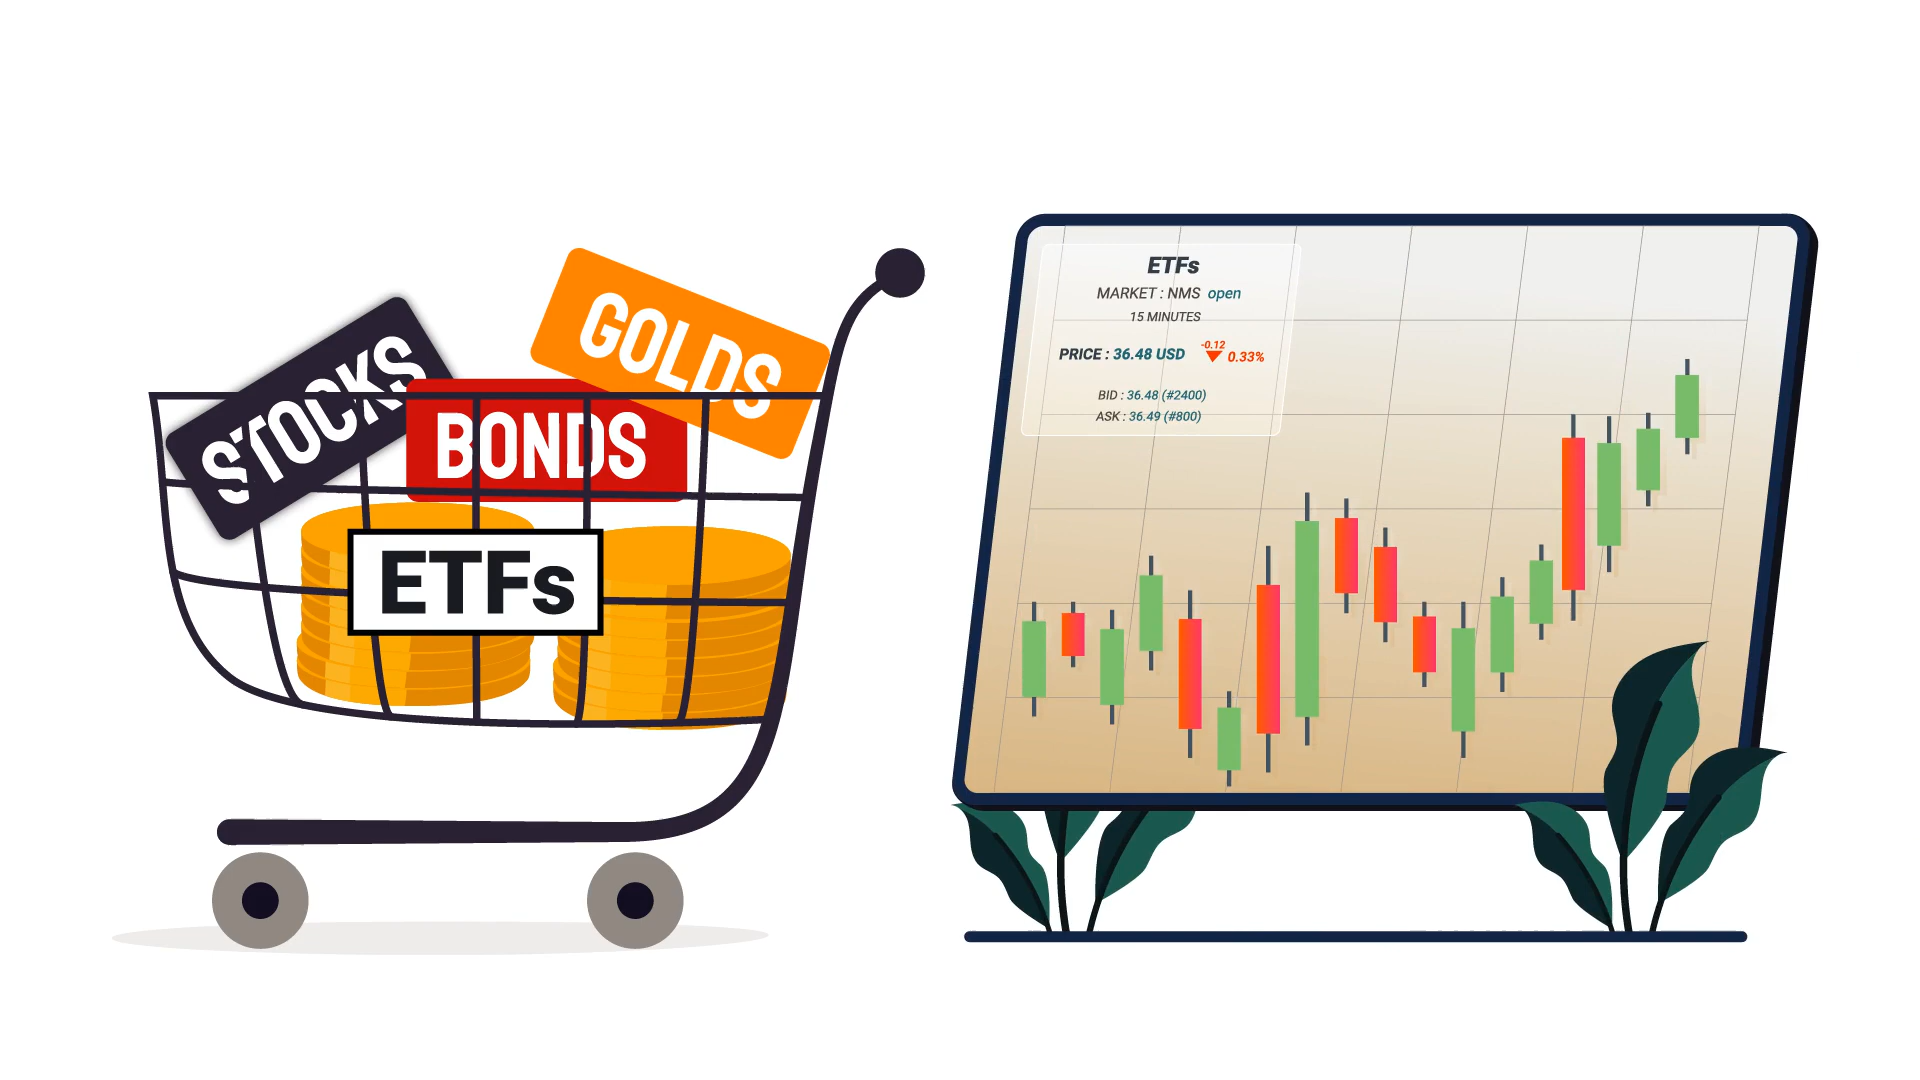 STOCKS
GOLDS
BONDS
ETFs
ETFs
MARKET : NMS open
15 MINUTES
PRICE : 36.48 USD -0.12 0.33%
BID : 36.48 (#2400)
ASK : 36.49 (#800)